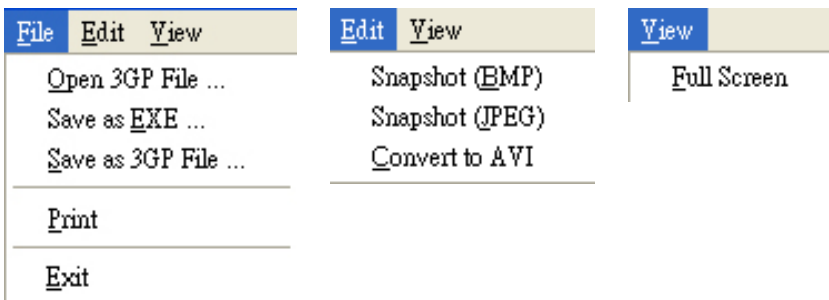 File Edit View
Open 3GP File ...
Save as EXE ...
Save as 3GP File ...
Print
Exit
Edit View
Snapshot (BMP)
Snapshot (JPEG)
Convert to AVI
View
Full Screen